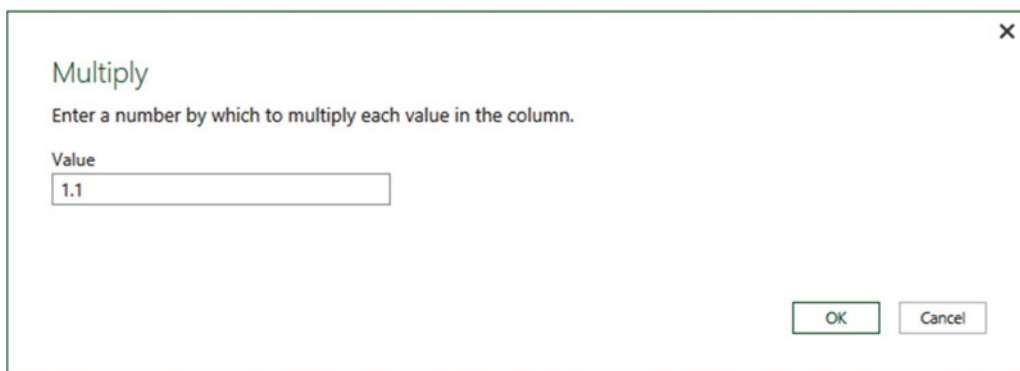 Multiply
Enter a number by which to multiply each value in the column.
Value
1.1
OK Cancel